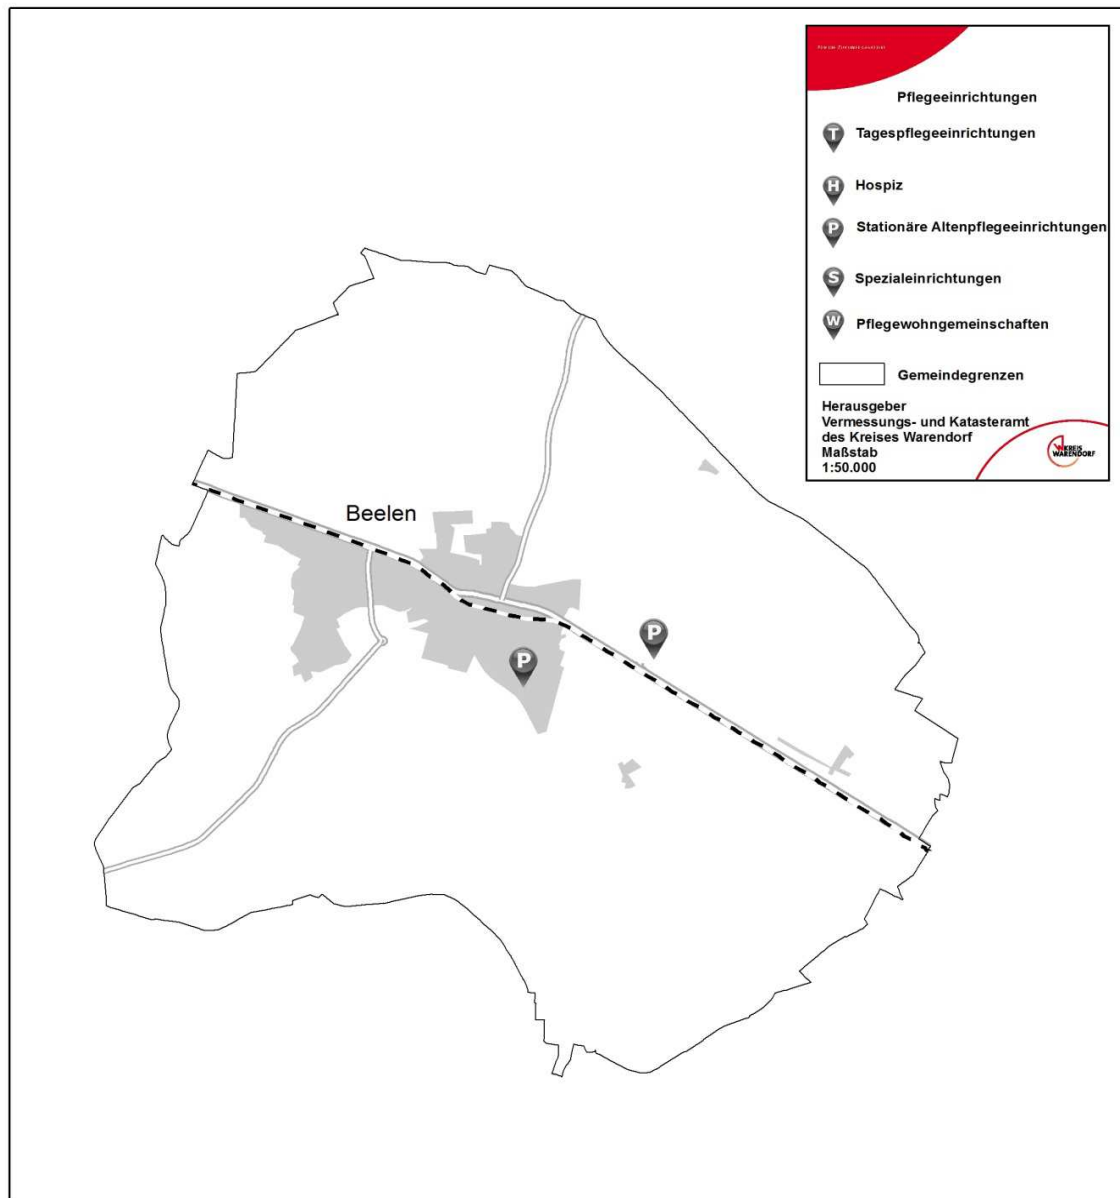 Pflegeeinrichtungen
T Tagespflegeeinrichtungen
H Hospiz
P Stationäre Altenpflegeeinrichtungen
S Spezialeinrichtungen
W Pflegewohngemeinschaften
Gemeindegrenzen
Herausgeber
Vermessungs- und Katasteramt
des Kreises Warendorf
Maßstab
1:50.000
KREIS
WARENDORF
Beelen
P
P